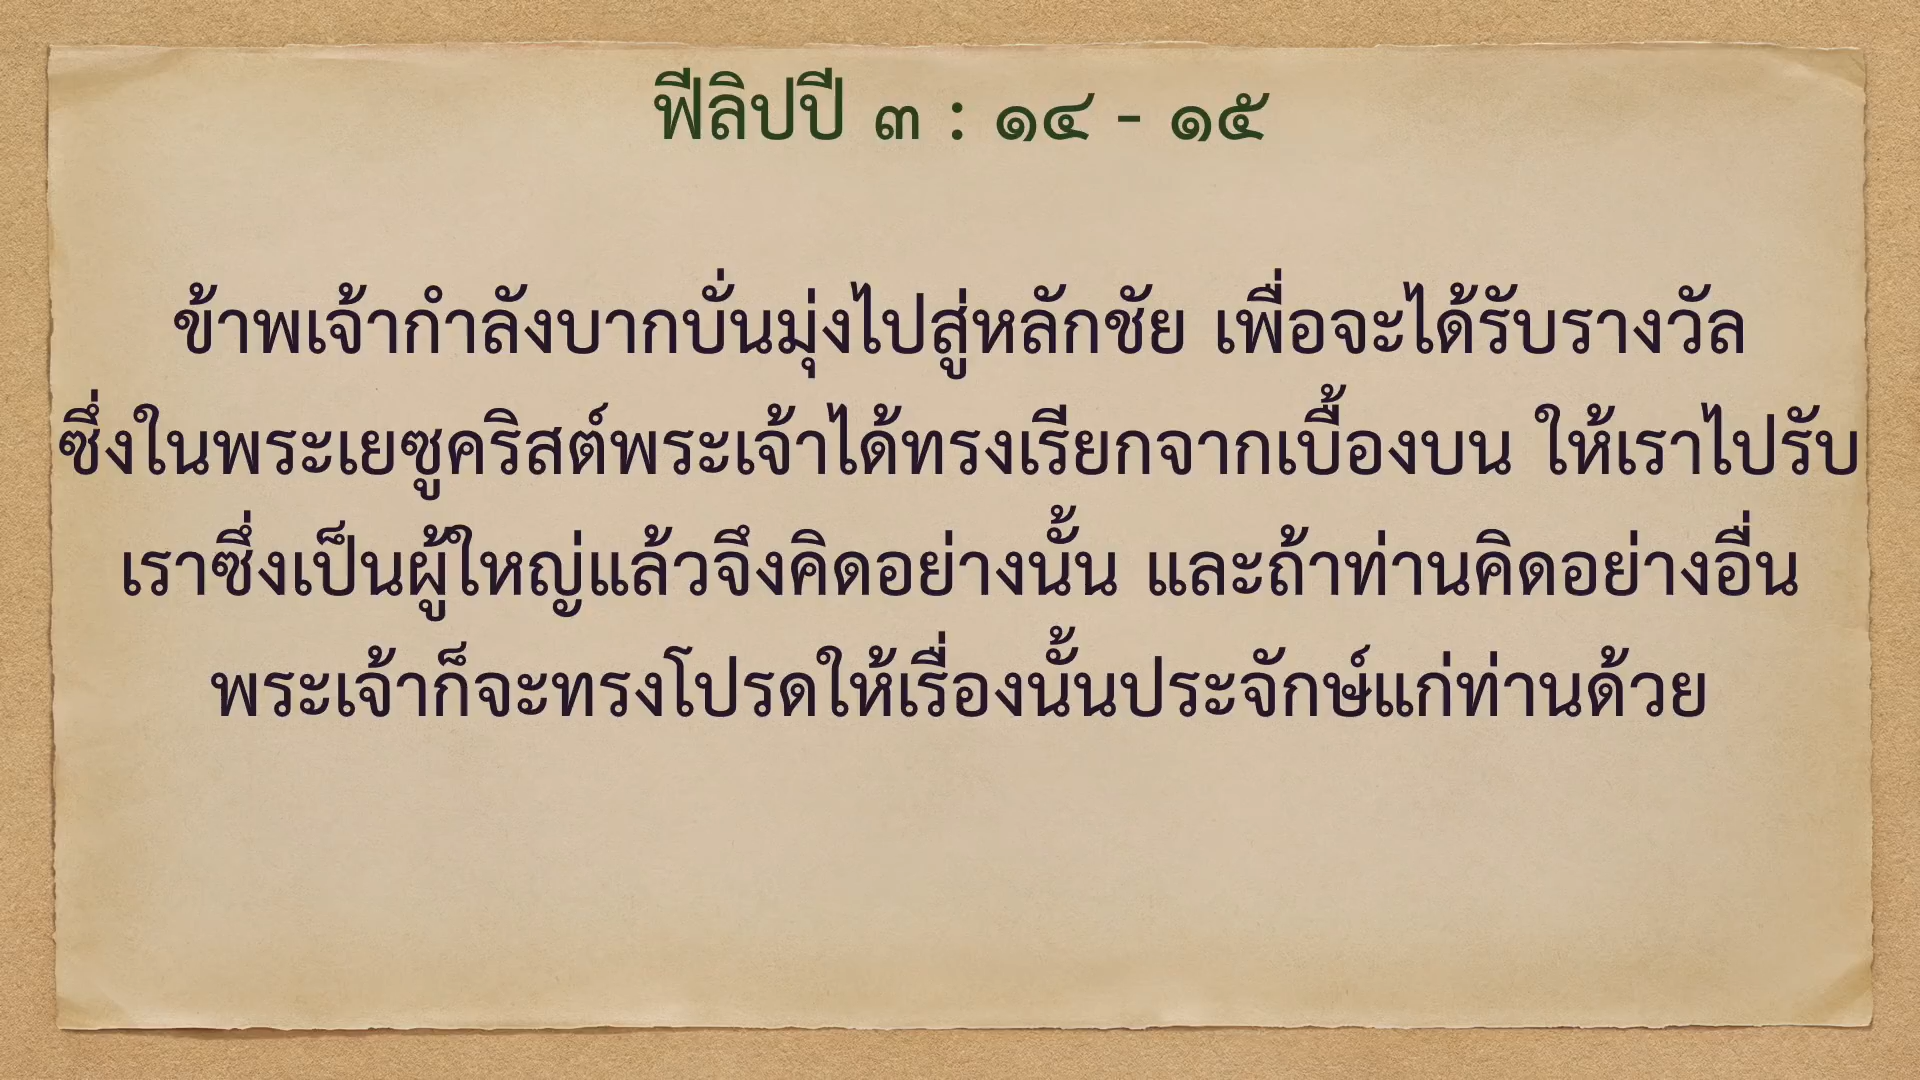 ฟีลิปปี ๓ : ๑๔ - ๑๕
ข้าพเจ้ากำลังบากบั่นมุ่งไปสู่หลักชัย เพื่อจะได้รับรางวัล
ซึ่งในพระเยซูคริสต์พระเจ้าได้ทรงเรียกจากเบื้องบน ให้เราไปรับ
เราซึ่งเป็นผู้ใหญ่แล้วจึงคิดอย่างนั้น และถ้าท่านคิดอย่างอื่น
พระเจ้าก็จะทรงโปรดให้เรื่องนั้นประจักษ์แก่ท่านด้วย